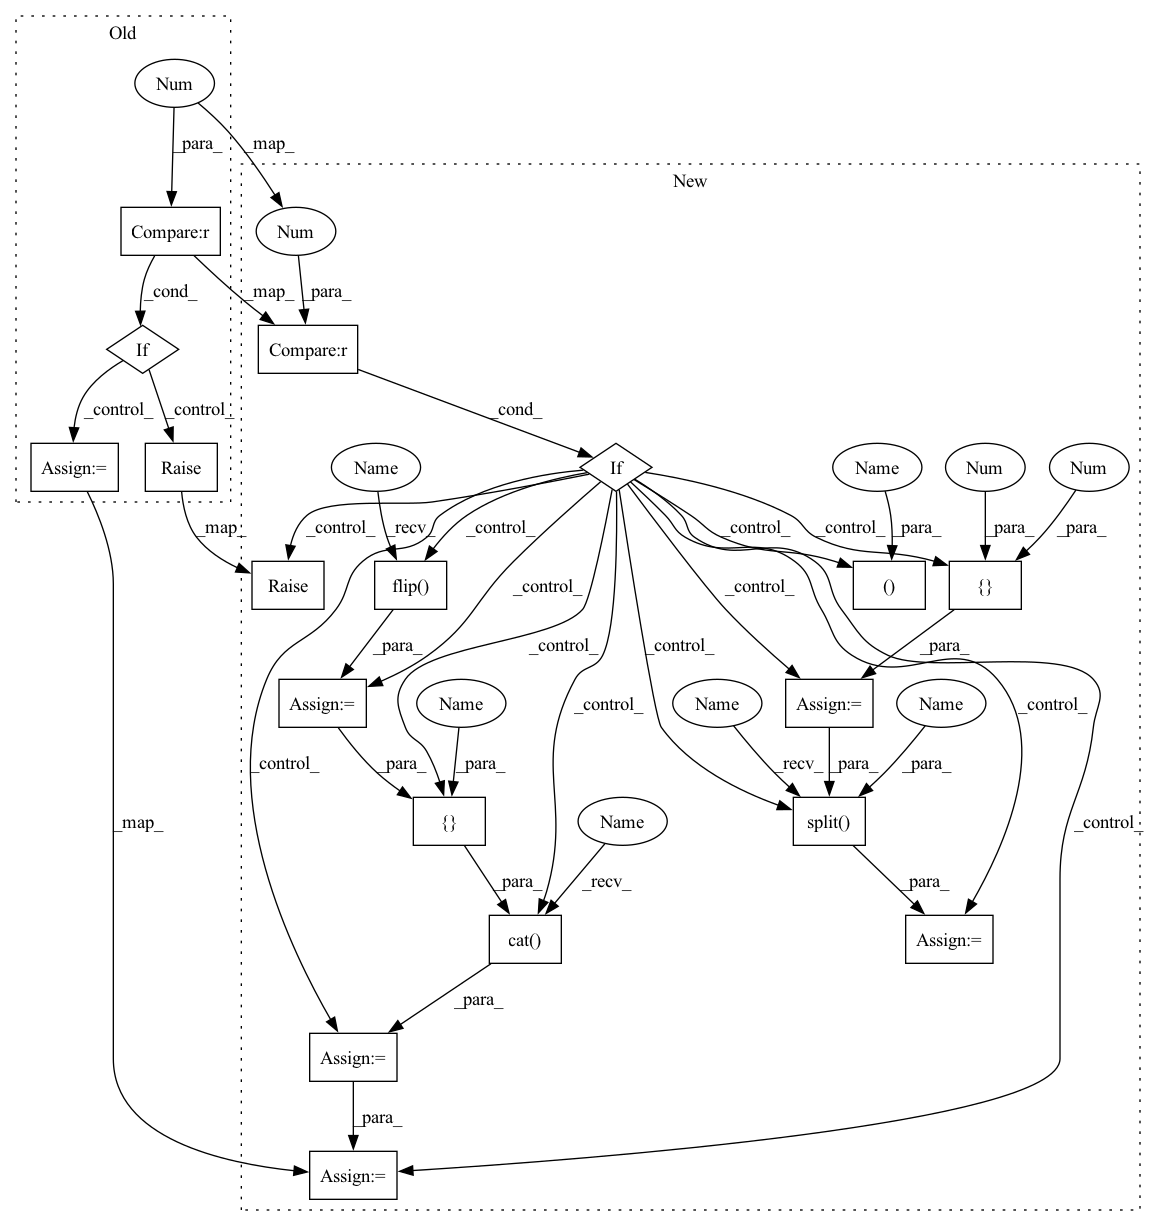 Old
Num
_para_
_map_
New
Compare:r
Num
_cond_
_map_
_para_
If
Compare:r
_control_
_control_
_cond_
Assign:=
Raise
Name
If
Name
Num
Num
_map_
_control_
_recv_
_control_
_control_
_control_
_para_
_para_
_para_
Raise
flip()
()
{}
_para_
_control_
_control_
_control_
_control_
_para_
Assign:=
Name
Name
Assign:=
Name
_control_
_control_
_control_
_para_
_para_
_recv_
_para_
_para_
_map_
{}
Name
split()
_control_
_para_
_recv_
_para_
cat()
Assign:=
_para_
Assign:=
_para_
Assign:=